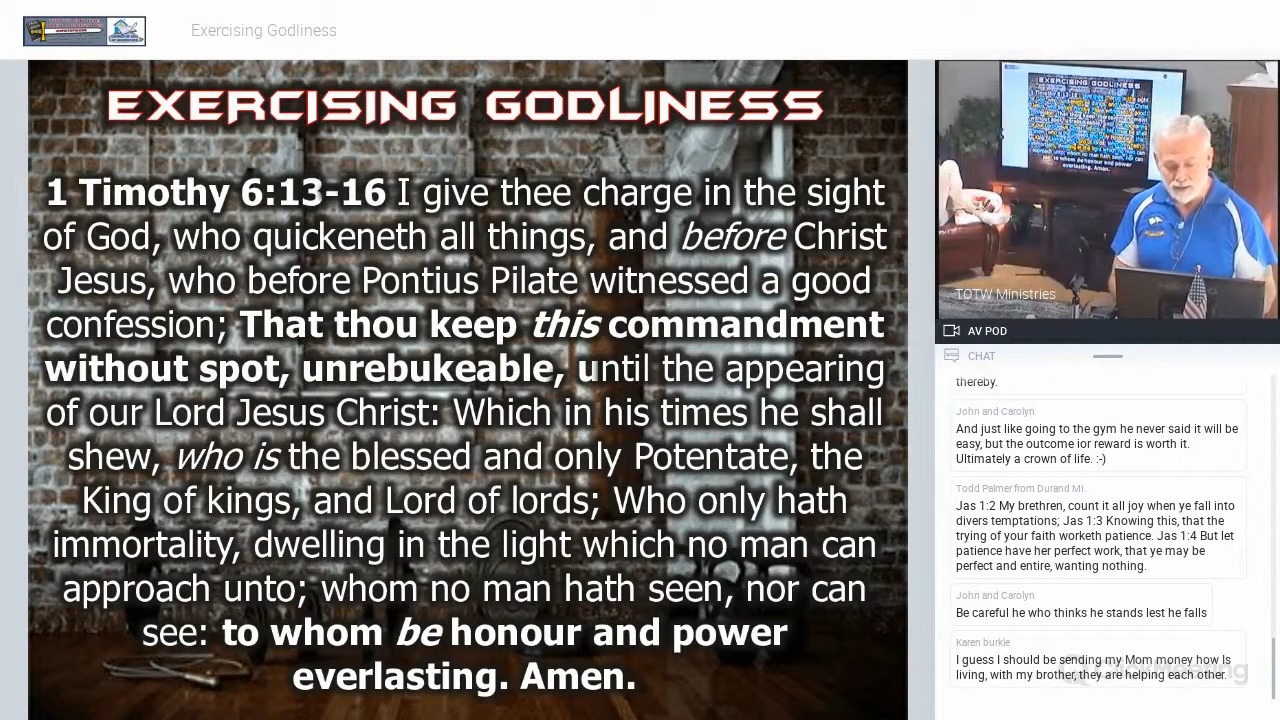 Exercising Godliness
EXERCISING GODLINESS
1 Timothy 6:13-16 I give thee charge in the sight
of God, who quickeneth all things, and before Christ
Jesus, who before Pontius Pilate witnessed a good
confession; That thou keep this commandment
without spot, unrebukeable, until the appearing
of our Lord Jesus Christ: Which in his times he shall
shew, who is the blessed and only Potentate, the
King of kings, and Lord of lords; Who only hath
immortality, dwelling in the light which no man can
approach unto; whom no man hath seen, nor can
see: to whom be honour and power
everlasting. Amen.
EXERCISING GODLINESS
TOTW Ministries
AV POD
CHAT
thereby.
John and Carolyn
And just like going to the gym he never said it will be
easy, but the outcome ior reward is worth it.
Ultimately a crown of life. :-)
Todd Palmer from Durand MI.
Jas 1:2 My brethren, count it all joy when ye fall into
divers temptations; Jas 1:3 Knowing this, that the
trying of your faith worketh patience. Jas 1:4 But let
patience have her perfect work, that ye may be
perfect and entire, wanting nothing.
John and Carolyn
Be careful he who thinks he stands lest he falls
Karen burkle
I guess I should be sending my Mom money how Is
living, with my brother, they are helping each other.